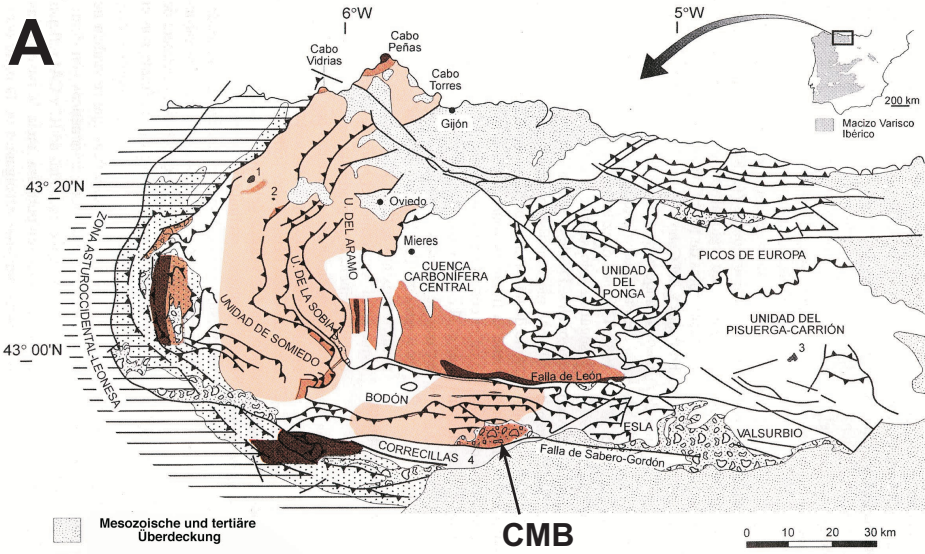 A
6°W
5°W
Cabo
Peñas
Cabo
Vidrias
Cabo
Torres
Gijón
200 km
Macizo Varisco
Ibérico
1
43° 20'N
2
Oviedo
ZONA ASTUROCCIDENTAL-LEONESA
U. DEL ARAMO
Mieres
CUENCA
CARBONÍFERA
CENTRAL
UNIDAD
DEL
PONGA
PICOS DE EUROPA
U. DE LA SOBIA
UNIDAD DE SOMIEDO
UNIDAD DEL
PISUERGA-CARRIÓN
3
43° 00'N
Falla de León
BODÓN
ESLA
VALSURBIO
CORRECILLAS 4
Falla de Sabero-Gordón
Mesozoische und tertiäre
Überdeckung
CMB
0 10 20 30 km